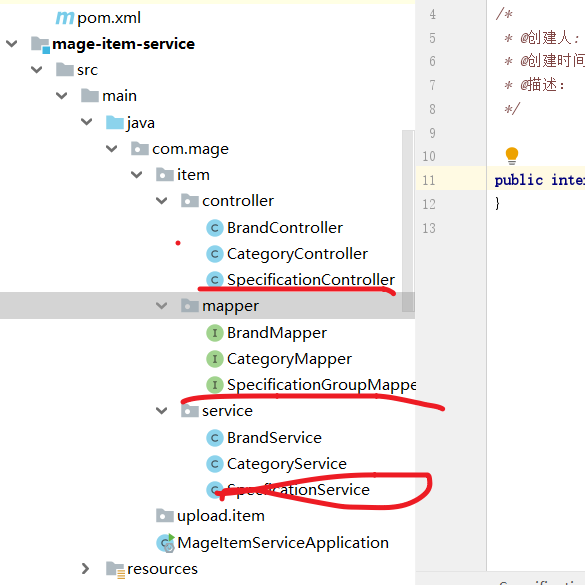 pom.xml
mage-item-service
src
main
java
com.mage
item
controller
BrandController
CategoryController
SpecificationController
mapper
BrandMapper
CategoryMapper
SpecificationGroupMappe
service
BrandService
CategoryService
SpecificationService
upload.item
MageItemServiceApplication
resources
4 /*
5 * @创建人:
6 * @创建时间
7 * @描述:
8 */
9
10
11 public inter
12 }
13